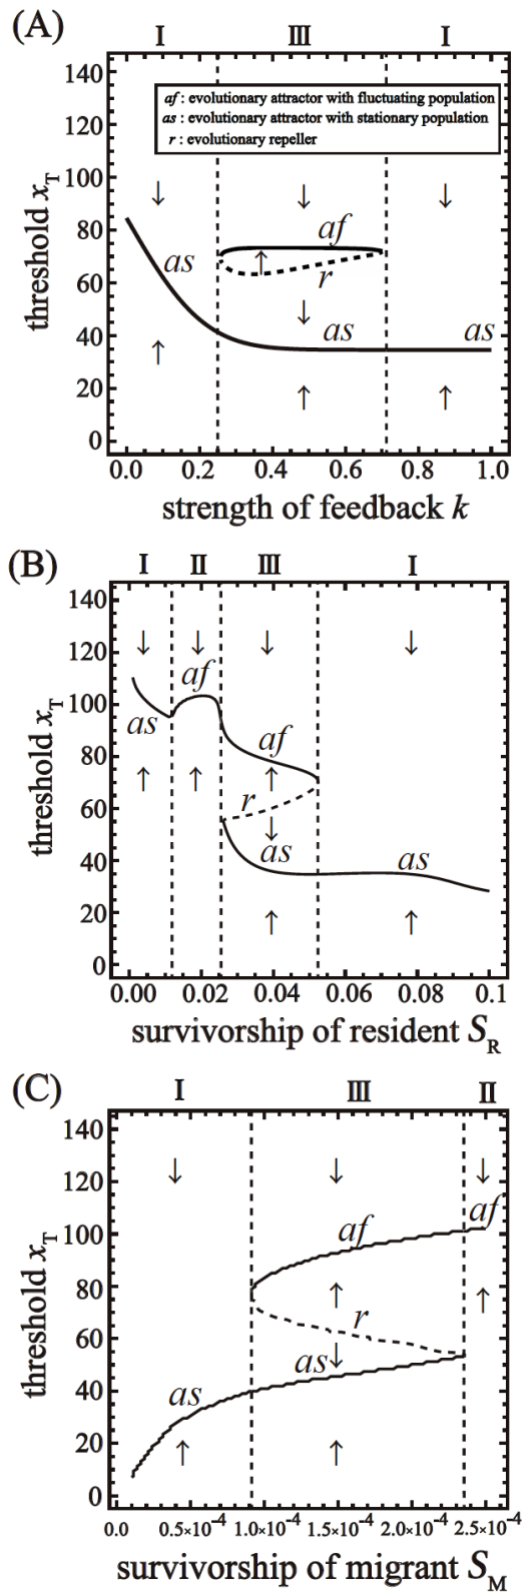 (A)
I III I
140
120
100
80
60
40
20
0
threshold xT
af : evolutionary attractor with fluctuating population
as : evolutionary attractor with stationary population
r : evolutionary repeller
af
as
r
as
as
0.0 0.2 0.4 0.6 0.8 1.0
strength of feedback k
(B)
I II III I
140
120
100
80
60
40
20
0
threshold xT
af
as
af
r
as
as
0.00 0.02 0.04 0.06 0.08 0.1
survivorship of resident SR
(C)
I III II
140
120
100
80
60
40
20
0
threshold xT
af
af
r
as
as
0.0 0.5×10-4 1.0×10-4 1.5×10-4 2.0×10-4 2.5×10-4
survivorship of migrant SM